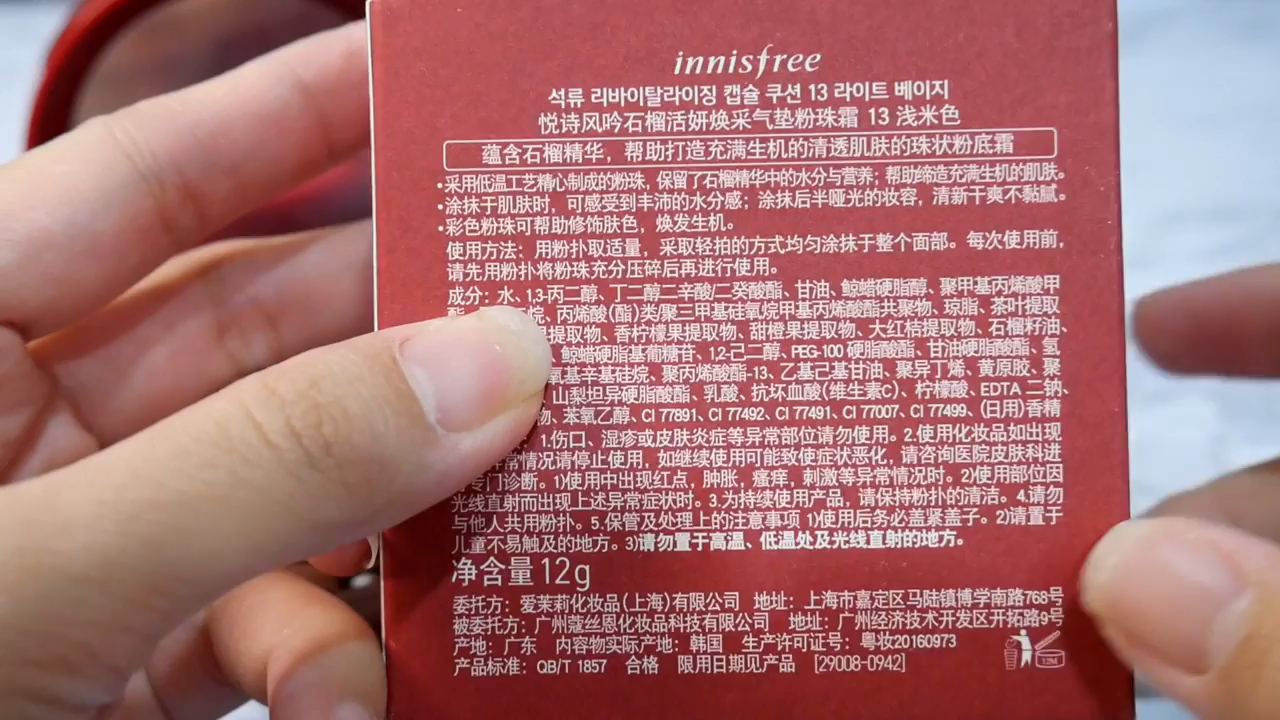 innisfree
석류 리바이탈라이징 캡슐 쿠션 13 라이트 베이지
悦诗风吟石榴活妍焕采气垫粉珠霜 13 浅米色
蕴含石榴精华，帮助打造充满生机的清透肌肤的珠状粉底霜
•采用低温工艺精心制成的粉珠，保留了石榴精华中的水分与营养；帮助缔造充满生机的肌肤。
•涂抹于肌肤时，可感受到丰沛的水分感；涂抹后半哑光的妆容，清新干爽不黏腻。
•彩色粉珠可帮助修饰肤色，焕发生机。
使用方法：用粉扑取适量，采取轻拍的方式均匀涂抹于整个面部。每次使用前，
请先用粉扑将粉珠充分压碎后再进行使用。
成分：水、1,3-丙二醇、丁二醇二辛酸/二癸酸酯、甘油、鲸蜡硬脂醇、聚甲基丙烯酸甲
烷、丙烯酸(酯)类/聚三甲基硅氧烷甲基丙烯酸酯共聚物、琼脂、茶叶提取
提取物、香柠檬果提取物、甜橙果提取物、大红桔提取物、石榴籽油、
、鲸蜡硬脂基葡糖苷、1,2-己二醇、PEG-100 硬脂酸酯、甘油硬脂酸酯、氢
氧基辛基硅烷、聚丙烯酸酯-13、乙基己基甘油、聚异丁烯、黄原胶、聚
山梨坦异硬脂酸酯、乳酸、抗坏血酸(维生素C)、柠檬酸、EDTA 二钠、
物、苯氧乙醇、CI 77891、CI 77492、CI 77491、CI 77007、CI 77499、(日用)香精
1.伤口、湿疹或皮肤炎症等异常部位请勿使用。2.使用化妆品如出现
常情况请停止使用，如继续使用可能致使症状恶化，请咨询医院皮肤科进
专门诊断。1)使用中出现红点，肿胀，瘙痒，刺激等异常情况时。2)使用部位因
光线直射而出现上述异常症状时。3.为持续使用产品，请保持粉扑的清洁。4.请勿
与他人共用粉扑。5.保管及处理上的注意事项 1)使用后务必盖紧盖子。2)请置于
儿童不易触及的地方。3)请勿置于高温、低温处及光线直射的地方。
净含量 12g
委托方：爱茉莉化妆品(上海)有限公司 地址：上海市嘉定区马陆镇博学南路768号
被委托方：广州蔻丝恩化妆品科技有限公司 地址：广州经济技术开发区开拓路9号
产地：广东 内容物实际产地：韩国 生产许可证号：粤妆20160973
产品标准：QB/T 1857 合格 限用日期见产品 [29008-0942]
12M